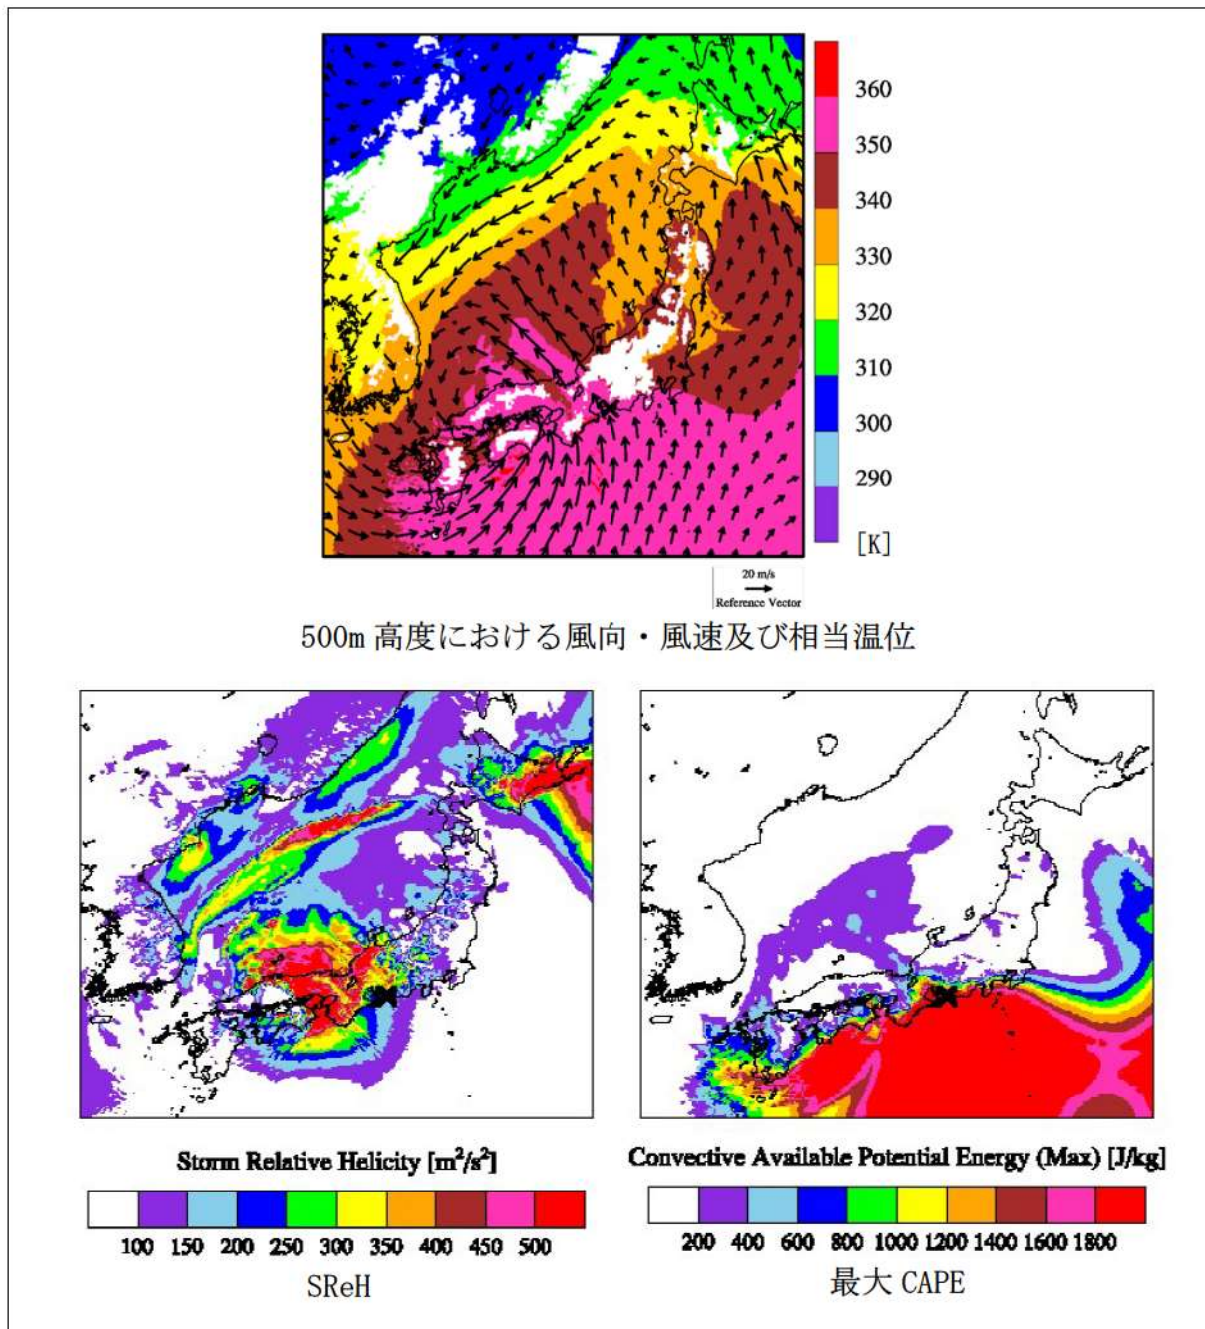 360
350
340
330
320
310
300
290
[K]
20 m/s
Reference Vector
500m 高度における風向・風速及び相当温位
Storm Relative Helicity [m²/s²]
100 150 200 250 300 350 400 450 500
SReH
Convective Available Potential Energy (Max) [J/kg]
200 400 600 800 1000 1200 1400 1600 1800
最大 CAPE